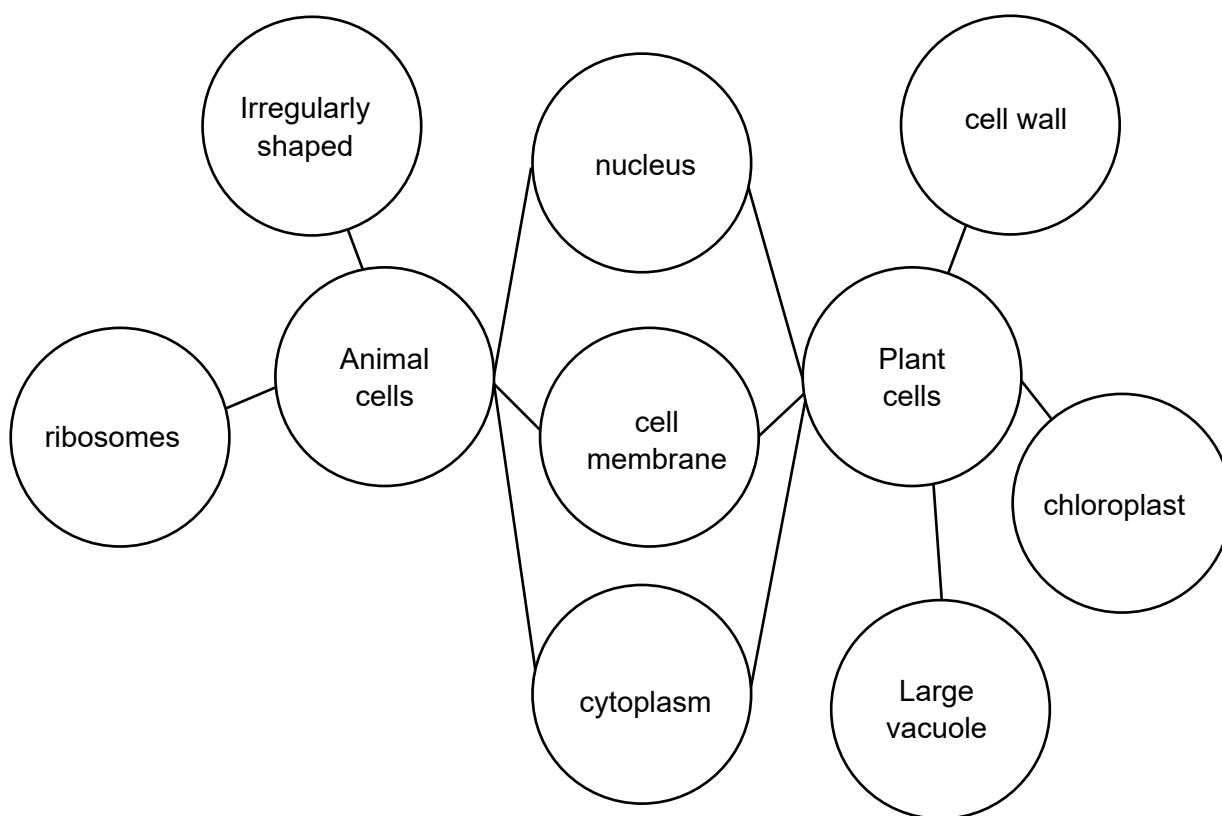 Irregularly
shaped
nucleus
cell wall
Animal
cells
Plant
cells
ribosomes
cell
membrane
chloroplast
cytoplasm
Large
vacuole